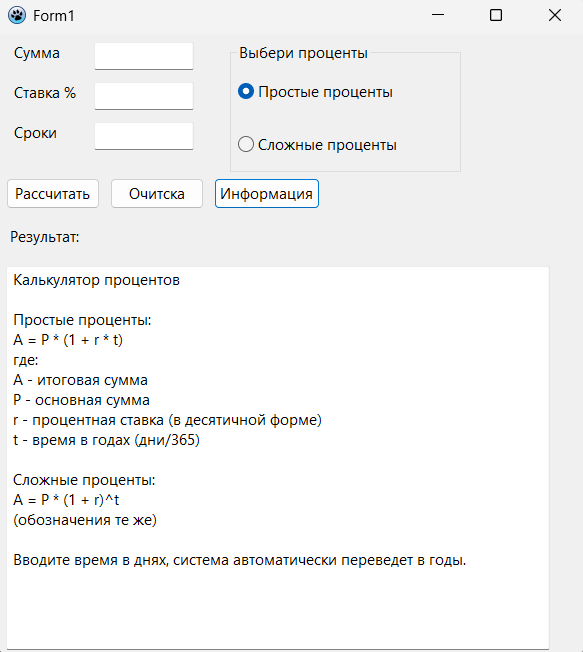 Form1
Сумма
Ставка %
Сроки
Выбери проценты
Простые проценты
Сложные проценты
Рассчитать
Очитска
Информация
Результат:
Калькулятор процентов
Простые проценты:
A = P * (1 + r * t)
где:
A - итоговая сумма
P - основная сумма
r - процентная ставка (в десятичной форме)
t - время в годах (дни/365)
Сложные проценты:
A = P * (1 + r)^t
(обозначения те же)
Вводите время в днях, система автоматически переведет в годы.